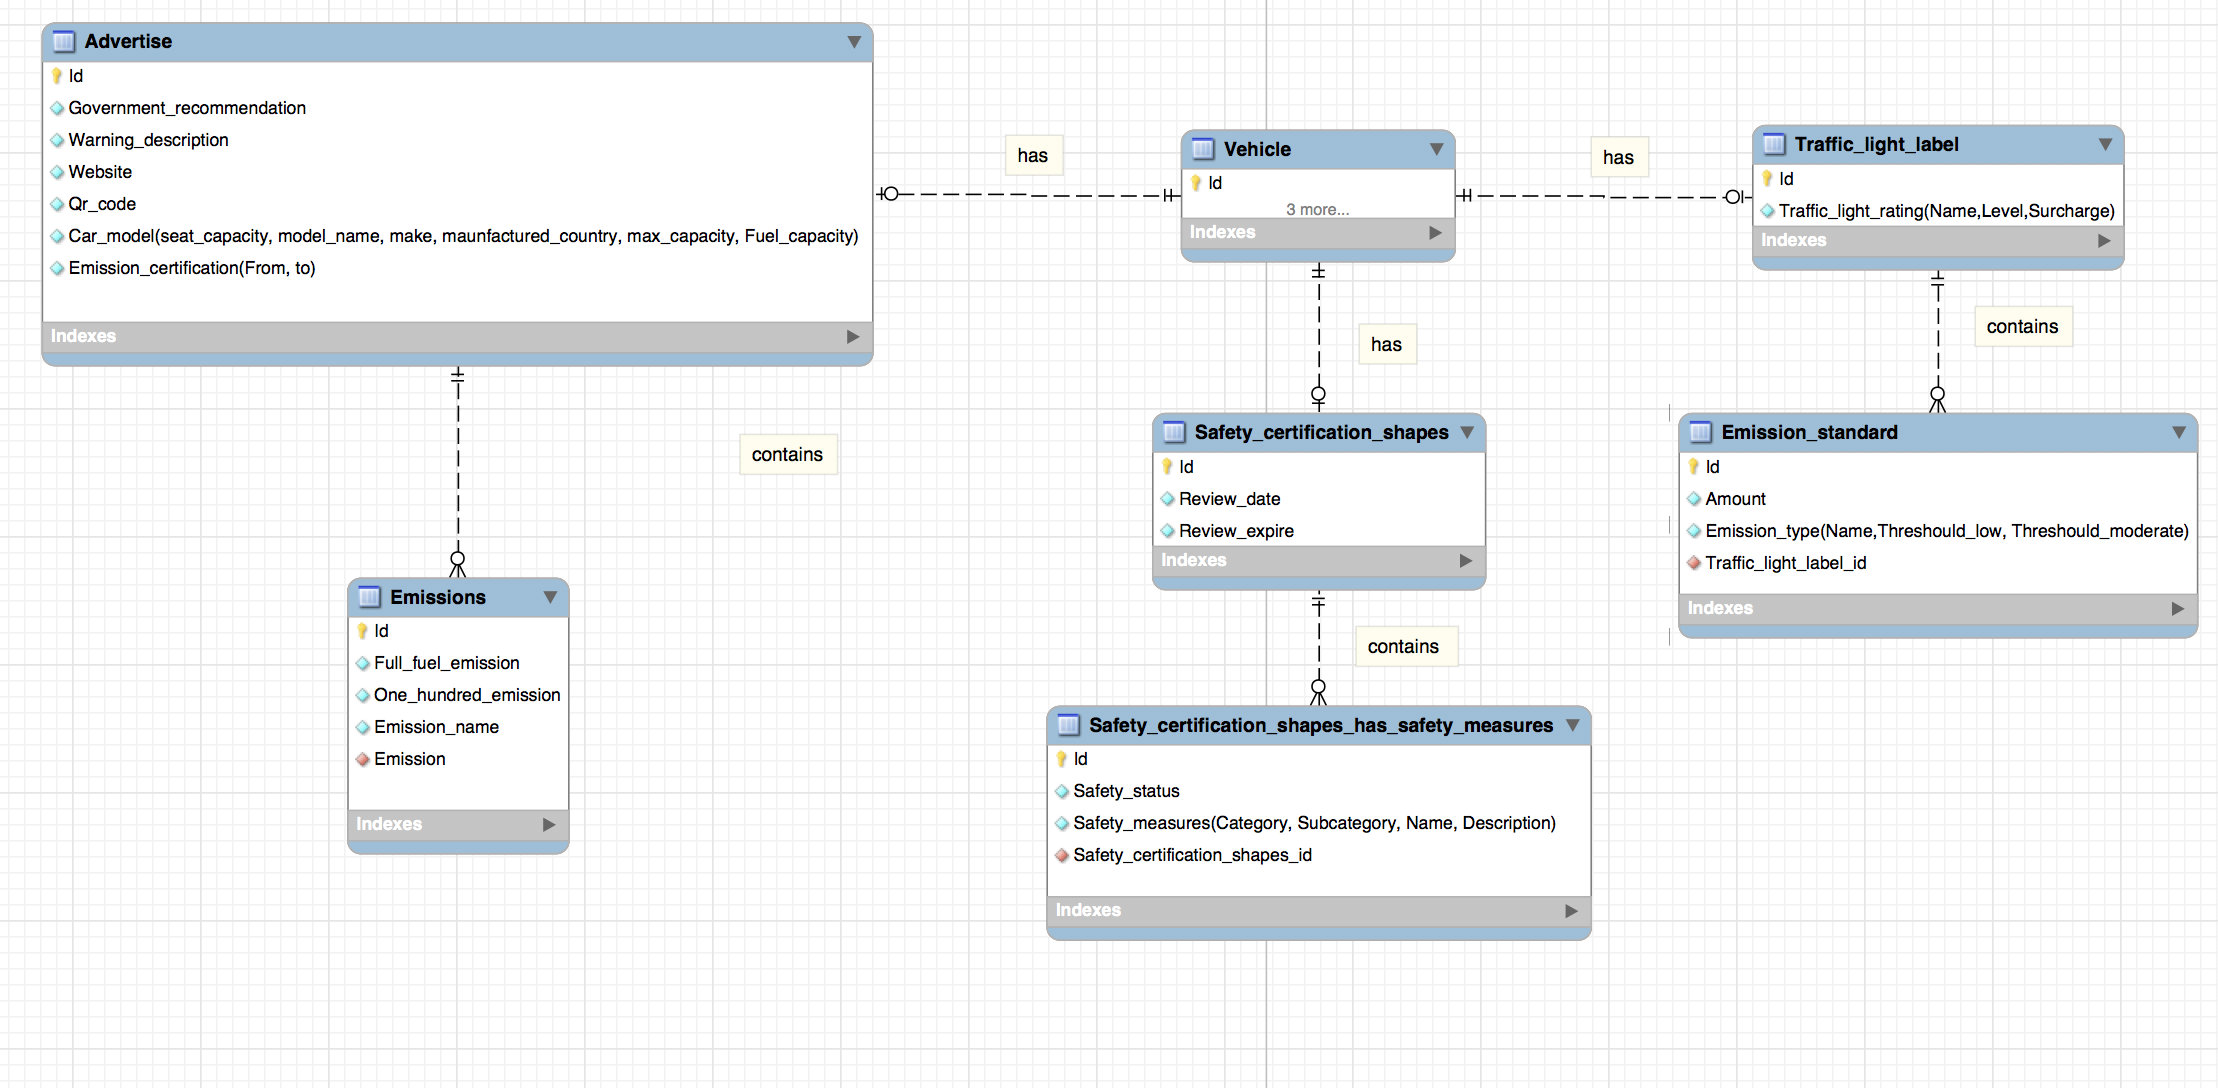 Advertise
Id
Government_recommendation
Warning_description
Website
Qr_code
Car_model(seat_capacity, model_name, make, maunfactured_country, max_capacity, Fuel_capacity)
Emission_certification(From, to)
Indexes
has
Vehicle
Id
3 more...
Indexes
has
Traffic_light_label
Id
Traffic_light_rating(Name,Level,Surcharge)
Indexes
has
contains
contains
Safety_certification_shapes
Id
Review_date
Review_expire
Indexes
Emission_standard
Id
Amount
Emission_type(Name,Threshould_low, Threshould_moderate)
Traffic_light_label_id
Indexes
Emissions
Id
Full_fuel_emission
One_hundred_emission
Emission_name
Emission
Indexes
contains
Safety_certification_shapes_has_safety_measures
Id
Safety_status
Safety_measures(Category, Subcategory, Name, Description)
Safety_certification_shapes_id
Indexes